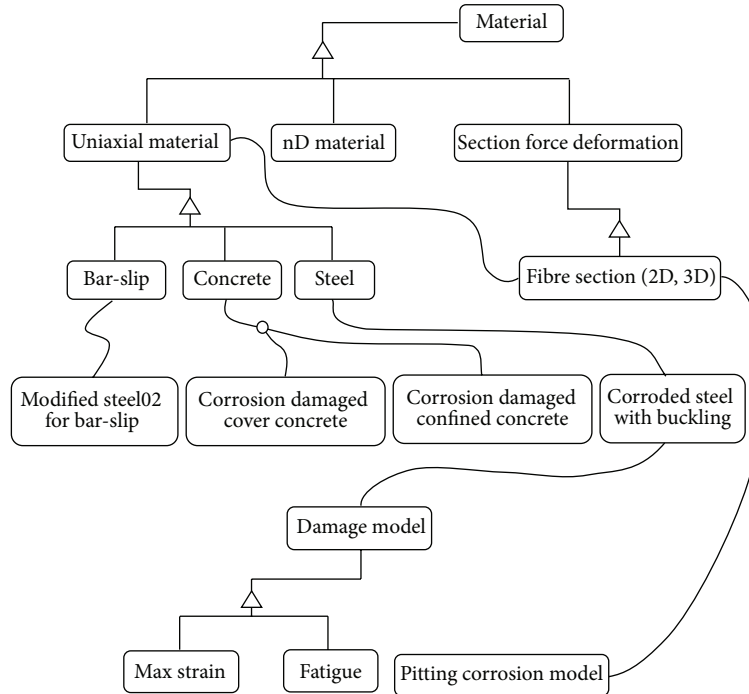 Material
Uniaxial material
nD material
Section force deformation
Bar-slip
Concrete
Steel
Fibre section (2D, 3D)
Modified steel02
for bar-slip
Corrosion damaged
cover concrete
Corrosion damaged
confined concrete
Corroded steel
with buckling
Damage model
Max strain
Fatigue
Pitting corrosion model